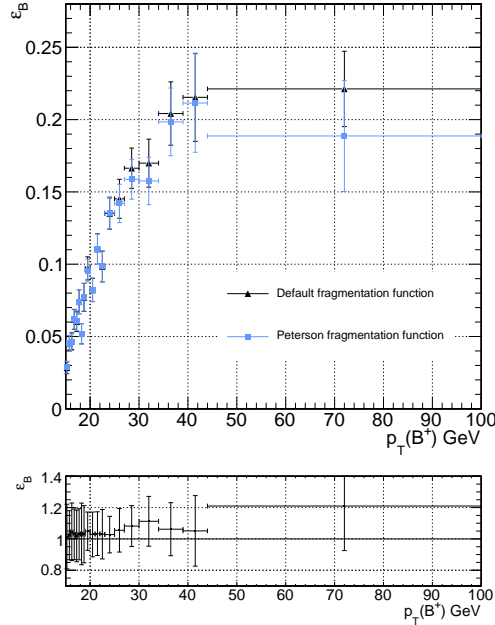 ε_B
0.25
0.2
0.15
0.1
0.05
0
Default fragmentation function
Peterson fragmentation function
20 30 40 50 60 70 80 90 100
p_T(B⁺) GeV
ε_B
1.4
1.2
1
0.8
20 30 40 50 60 70 80 90 100
p_T(B⁺) GeV